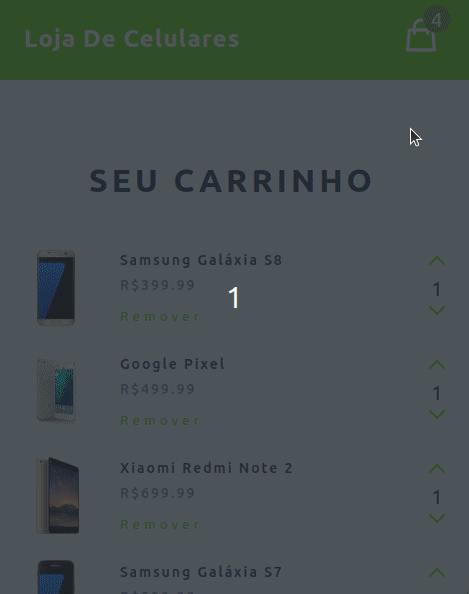 Loja De Celulares
4
SEU CARRINHO
Samsung Galáxia S8
R$399.99
Remover
1
1
Google Pixel
R$499.99
Remover
1
Xiaomi Redmi Note 2
R$699.99
Remover
1
Samsung Galáxia S7